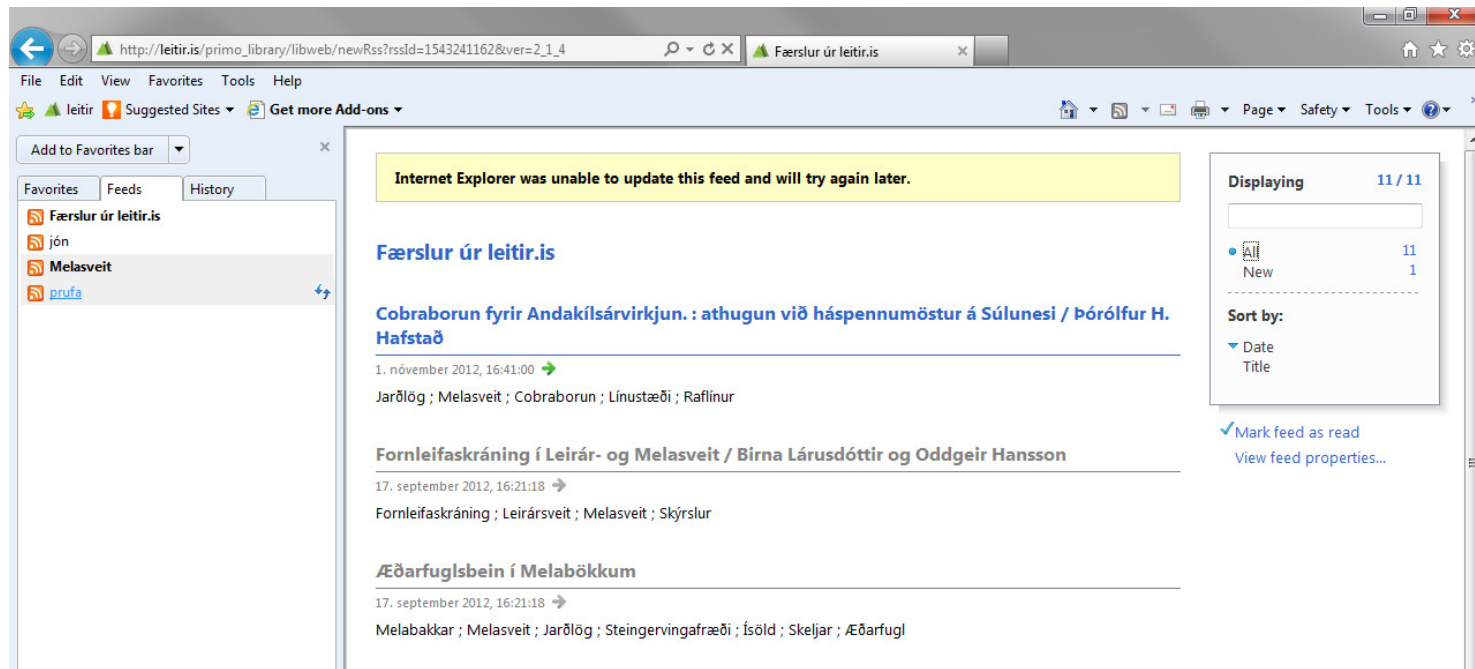 http://leitir.is/primo_library/libweb/newRss?rssId=1543241162&ver=2_1_4
Færslur úr leitir.is
File Edit View Favorites Tools Help
leitir Suggested Sites Get more Add-ons
Page Safety Tools
Add to Favorites bar
Favorites Feeds History
Færslur úr leitir.is
jón
Melasveit
prufa
Internet Explorer was unable to update this feed and will try again later.
Færslur úr leitir.is
Cobraborun fyrir Andakílsárvirkjun. : athugun við háspennumöstur á Súlunesi / Þórólfur H.
Hafstað
1. nóvember 2012, 16:41:00
Jarðlög ; Melasveit ; Cobraborun ; Línustæði ; Raflínur
Fornleifaskráning í Leirár- og Melasveit / Birna Lárusdóttir og Oddgeir Hansson
17. september 2012, 16:21:18
Fornleifaskráning ; Leirársveit ; Melasveit ; Skýrslur
Æðarfuglsbein í Melabökkum
17. september 2012, 16:21:18
Melabakkar ; Melasveit ; Jarðlög ; Steingervingafræði ; Ísöld ; Skeljar ; Æðarfugl
Displaying 11 / 11
All 11
New 1
Sort by:
Date
Title
Mark feed as read
View feed properties...